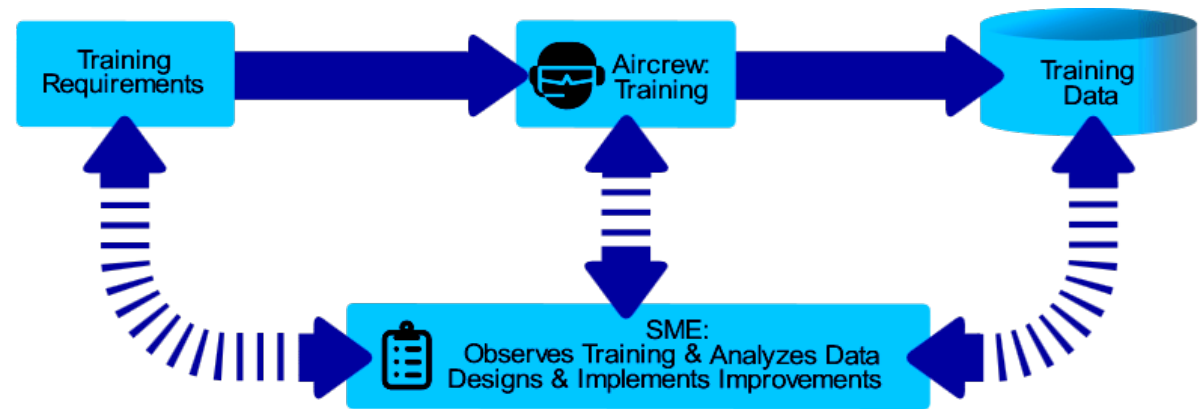 Training
Requirements
Aircrew:
Training
Training
Data
SME:
Observes Training & Analyzes Data
Designs & Implements Improvements